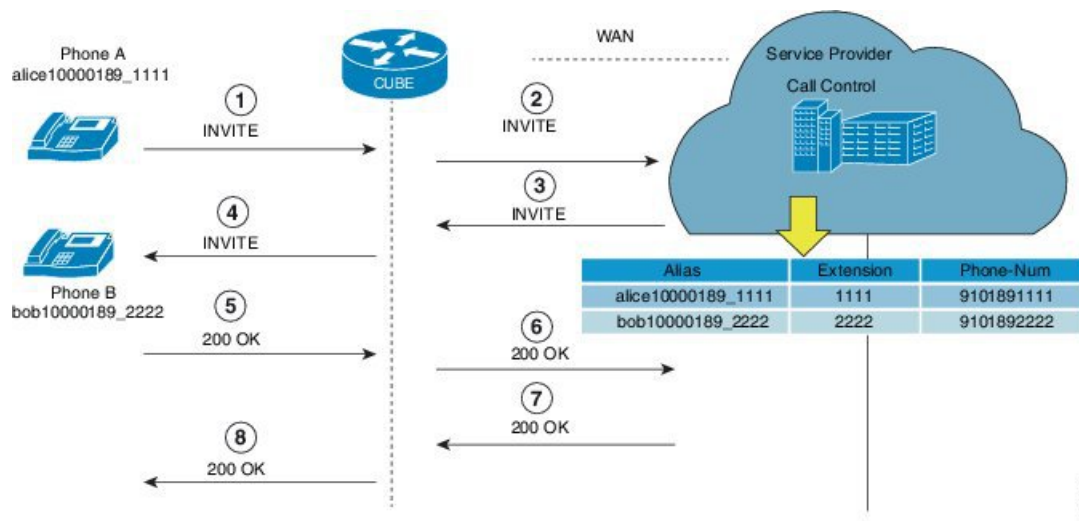 Phone A
alice10000189_1111
CUBE
WAN
Service Provider
Call Control
1
INVITE
2
INVITE
3
INVITE
4
INVITE
Phone B
bob10000189_2222
Alias Extension Phone-Num
alice10000189_1111 1111 9101891111
bob10000189_2222 2222 9101892222
5
200 OK
6
200 OK
7
200 OK
8
200 OK